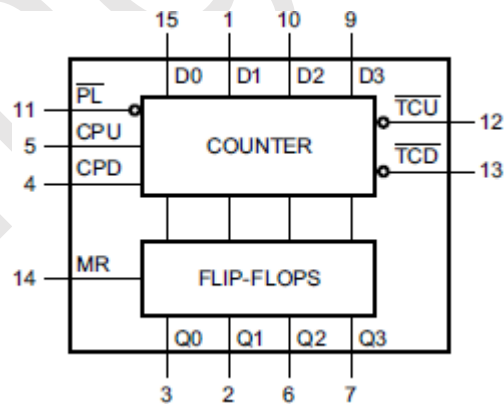 15 1 10 9
D0 D1 D2 D3
11 PL
5 CPU
4 CPD
COUNTER
TCU 12
TCD 13
14 MR
FLIP-FLOPS
Q0 Q1 Q2 Q3
3 2 6 7